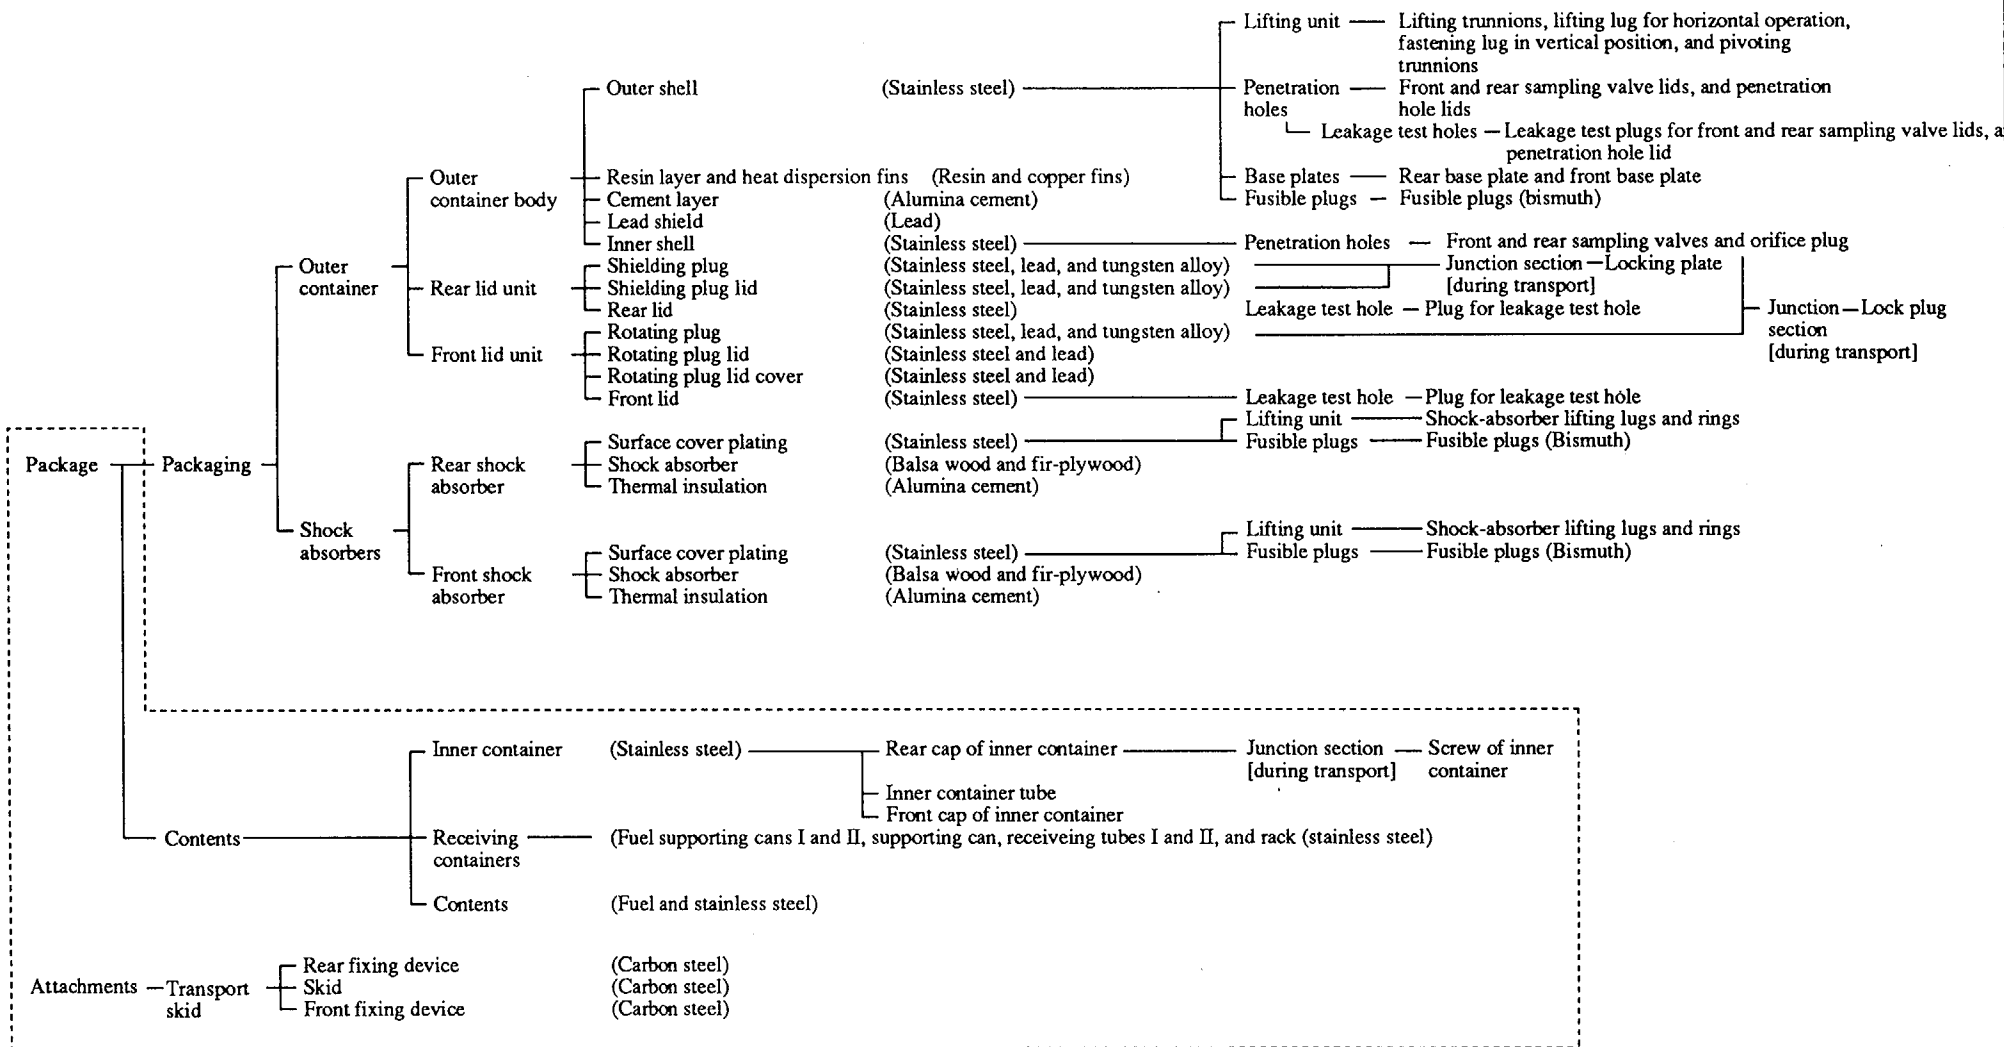 Lifting unit — Lifting trunnions, lifting lug for horizontal operation,
fastening lug in vertical position, and pivoting
trunnions
Outer shell (Stainless steel) Penetration — Front and rear sampling valve lids, and penetration
holes hole lids
Leakage test holes — Leakage test plugs for front and rear sampling valve lids, a
penetration hole lid
Outer Resin layer and heat dispersion fins (Resin and copper fins) Base plates — Rear base plate and front base plate
container body Cement layer (Alumina cement) Fusible plugs — Fusible plugs (bismuth)
Lead shield (Lead)
Inner shell (Stainless steel) Penetration holes — Front and rear sampling valves and orifice plug
Outer Shielding plug (Stainless steel, lead, and tungsten alloy) Junction section — Locking plate
container Rear lid unit Shielding plug lid (Stainless steel, lead, and tungsten alloy) [during transport]
Rear lid (Stainless steel) Leakage test hole — Plug for leakage test hole Junction — Lock plug
Rotating plug (Stainless steel, lead, and tungsten alloy) section
Front lid unit Rotating plug lid (Stainless steel and lead) [during transport]
Rotating plug lid cover (Stainless steel and lead)
Front lid (Stainless steel) Leakage test hole — Plug for leakage test hole
Lifting unit — Shock-absorber lifting lugs and rings
Surface cover plating (Stainless steel) Fusible plugs — Fusible plugs (Bismuth)
Package Packaging Rear shock Shock absorber (Balsa wood and fir-plywood)
absorber Thermal insulation (Alumina cement)
Shock Lifting unit — Shock-absorber lifting lugs and rings
absorbers Surface cover plating (Stainless steel) Fusible plugs — Fusible plugs (Bismuth)
Front shock Shock absorber (Balsa wood and fir-plywood)
absorber Thermal insulation (Alumina cement)
Inner container (Stainless steel) Rear cap of inner container Junction section — Screw of inner
[during transport] container
Inner container tube
Front cap of inner container
Contents Receiving (Fuel supporting cans I and II, supporting can, receiveing tubes I and II, and rack (stainless steel)
containers
Contents (Fuel and stainless steel)
Rear fixing device (Carbon steel)
Attachments — Transport Skid (Carbon steel)
skid Front fixing device (Carbon steel)